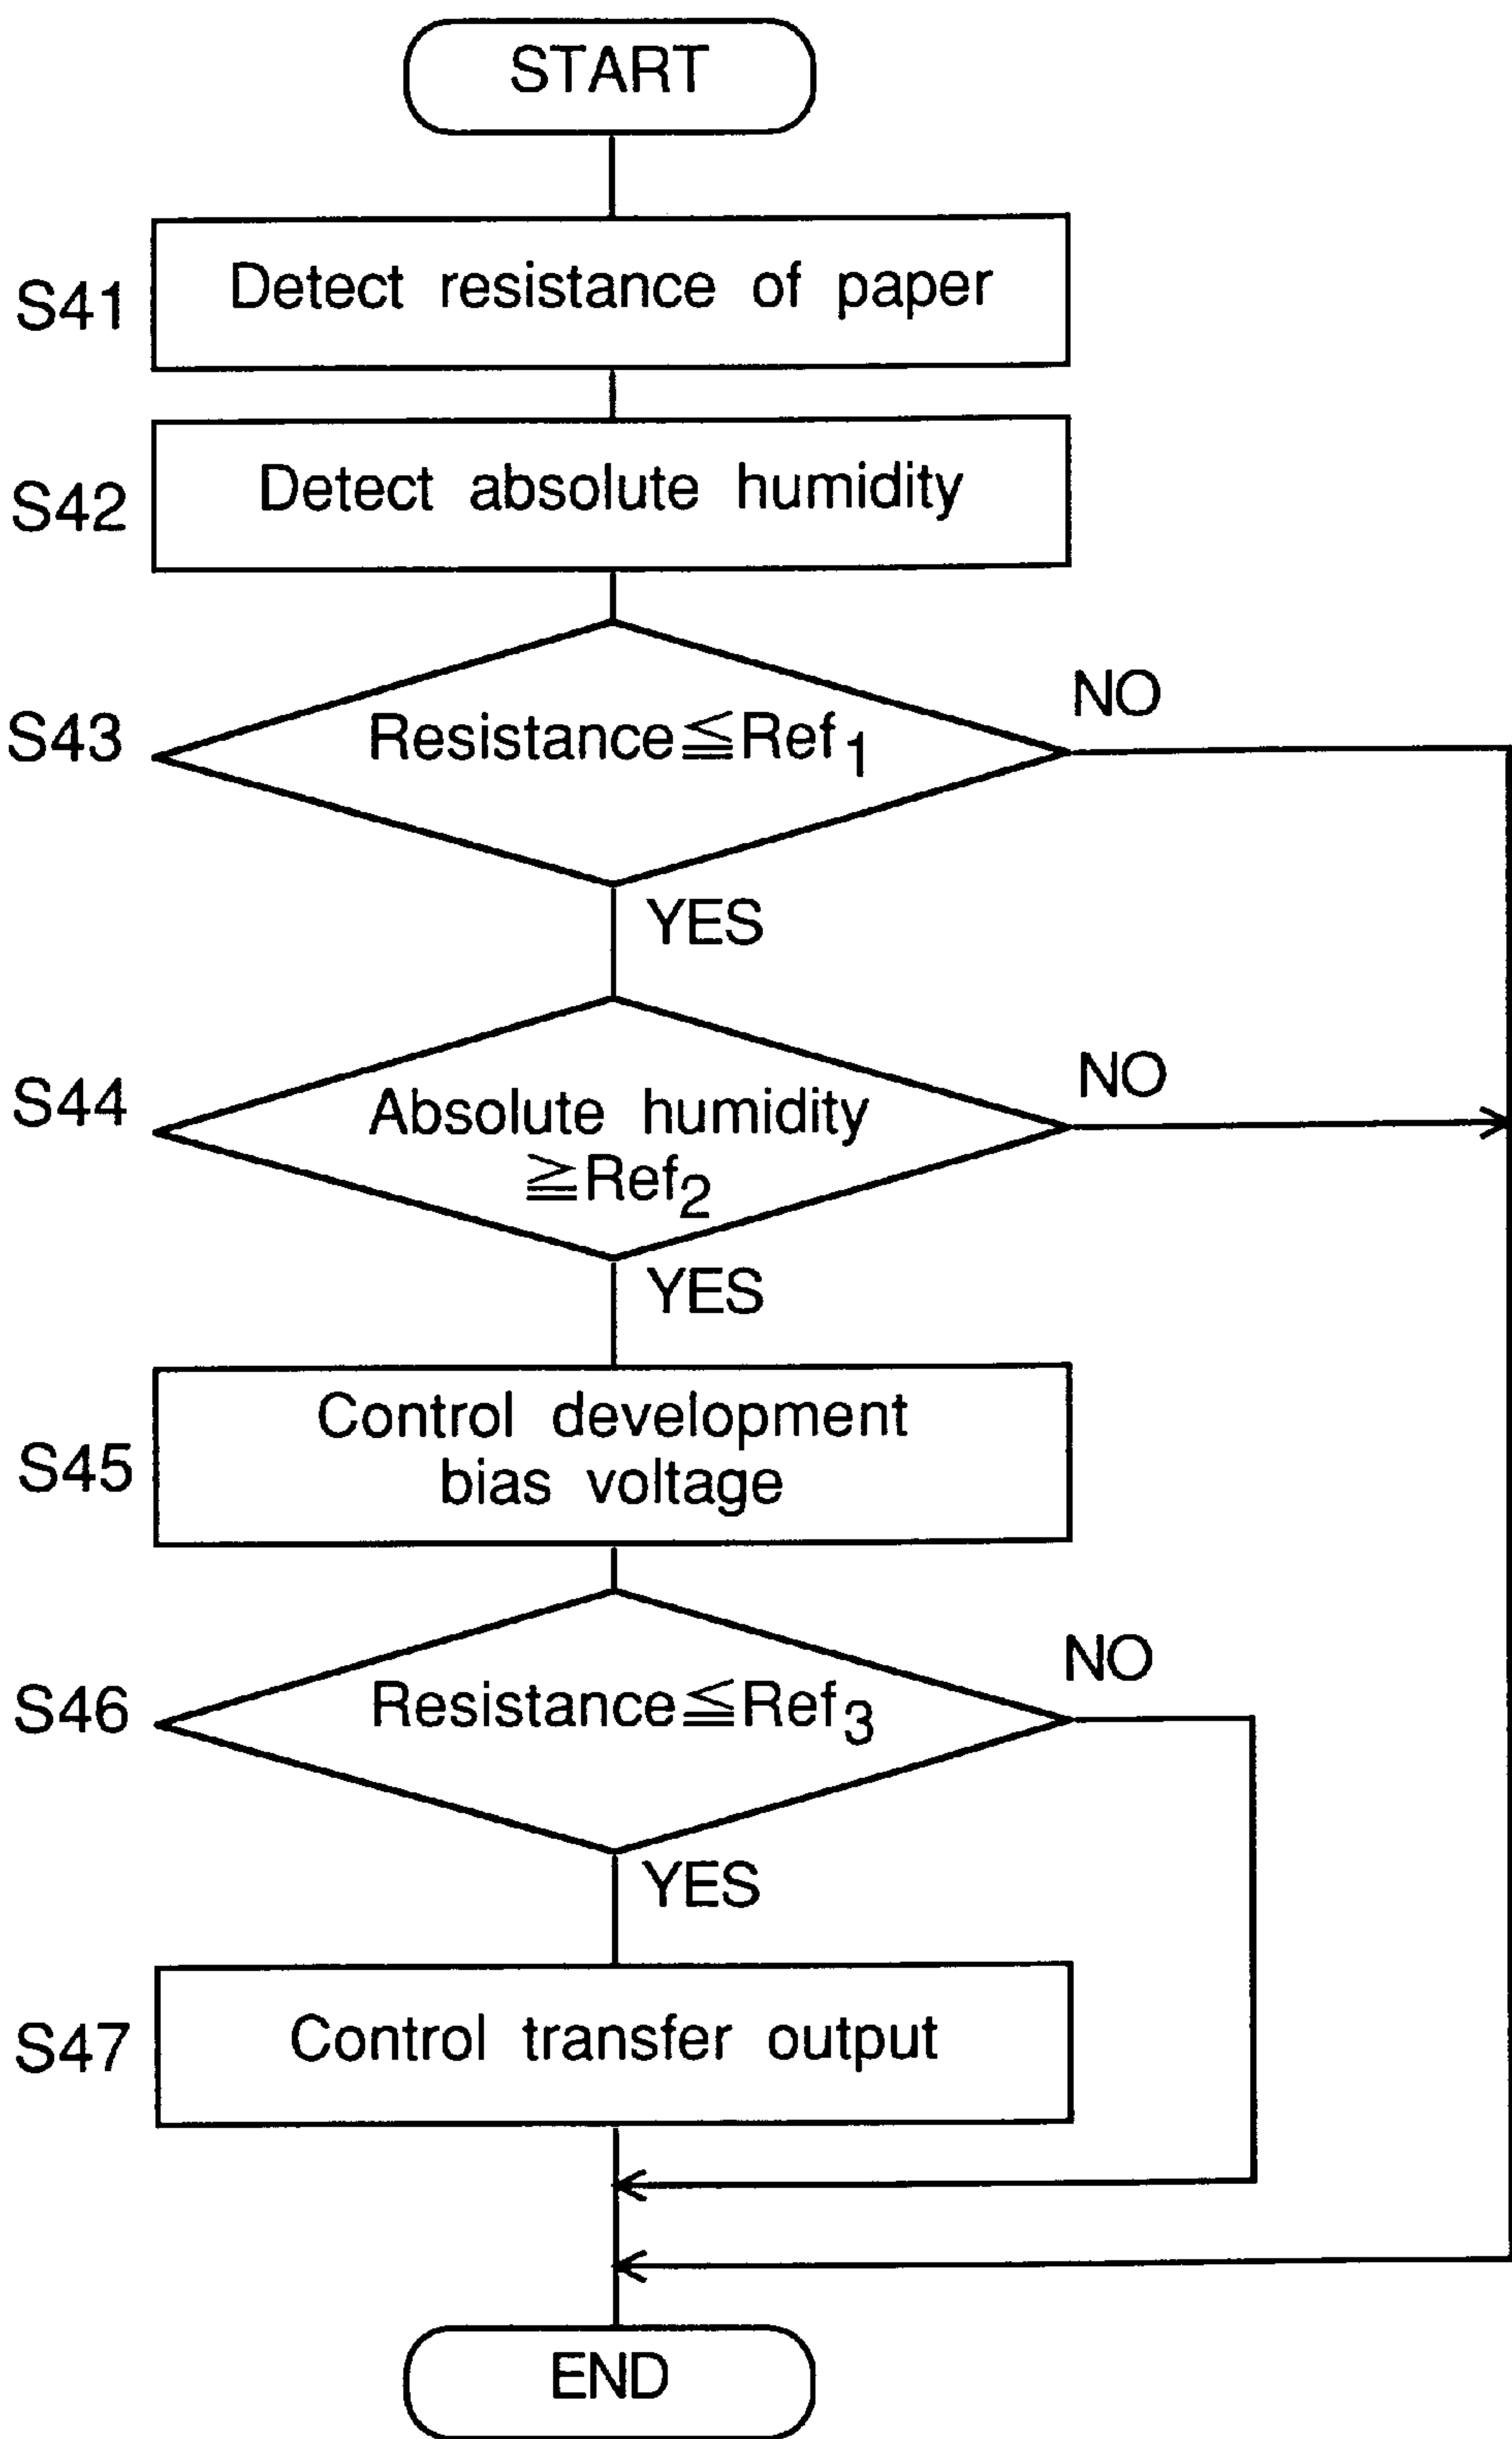 START
S41
Detect resistance of paper
S42
Detect absolute humidity
S43
Resistance≦Ref1
NO
YES
S44
Absolute humidity
≧Ref2
NO
YES
S45
Control development
bias voltage
S46
Resistance≦Ref3
NO
YES
S47
Control transfer output
END